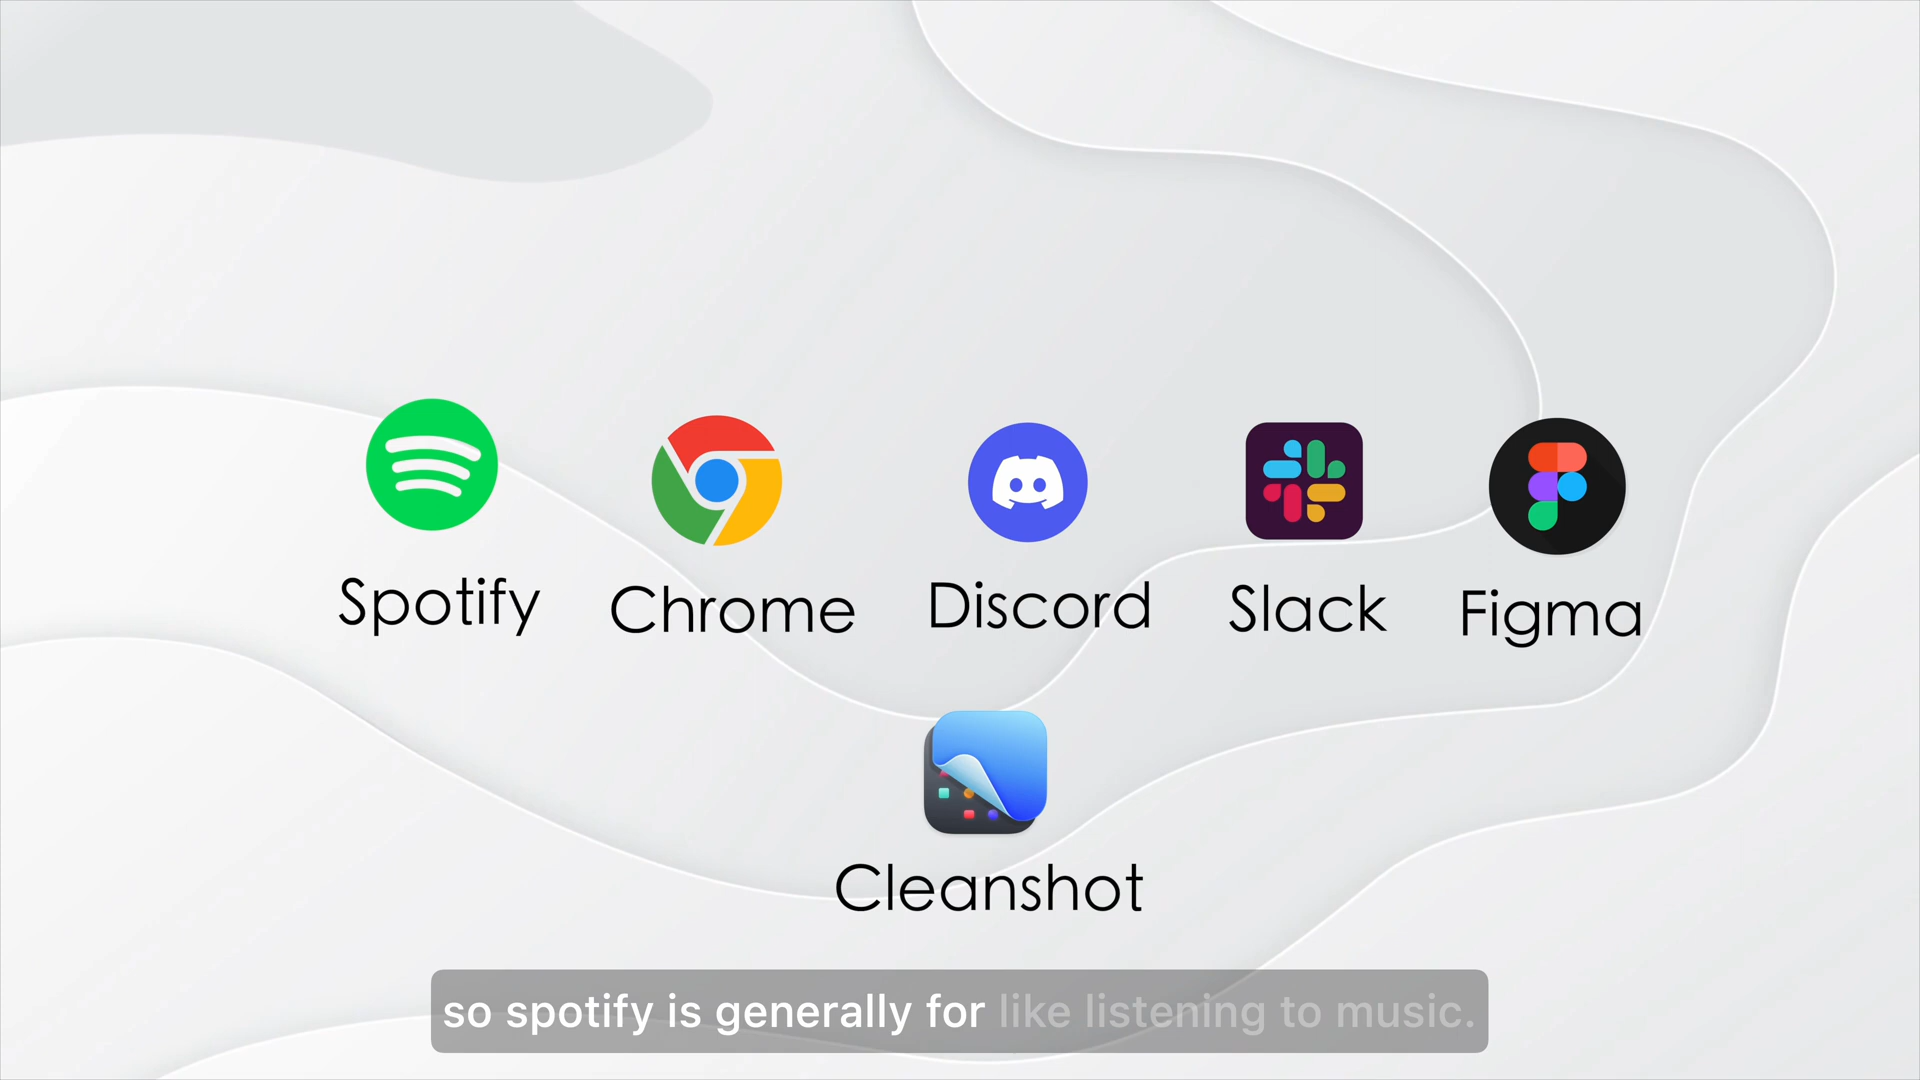 Spotify
Chrome
Discord
Slack
Figma
Cleanshot
so spotify is generally for like listening to music.